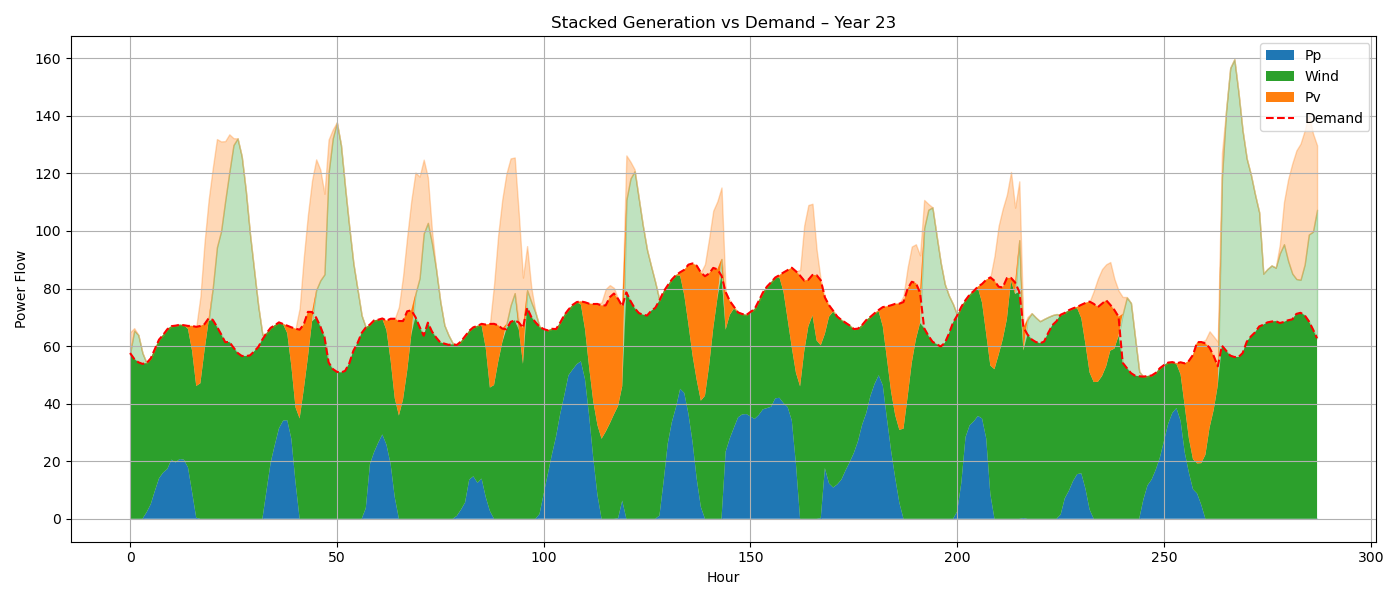 Stacked Generation vs Demand – Year 23
Power Flow
160
140
120
100
80
60
40
20
0
0 50 100 150 200 250 300
Hour
Pp
Wind
Pv
Demand